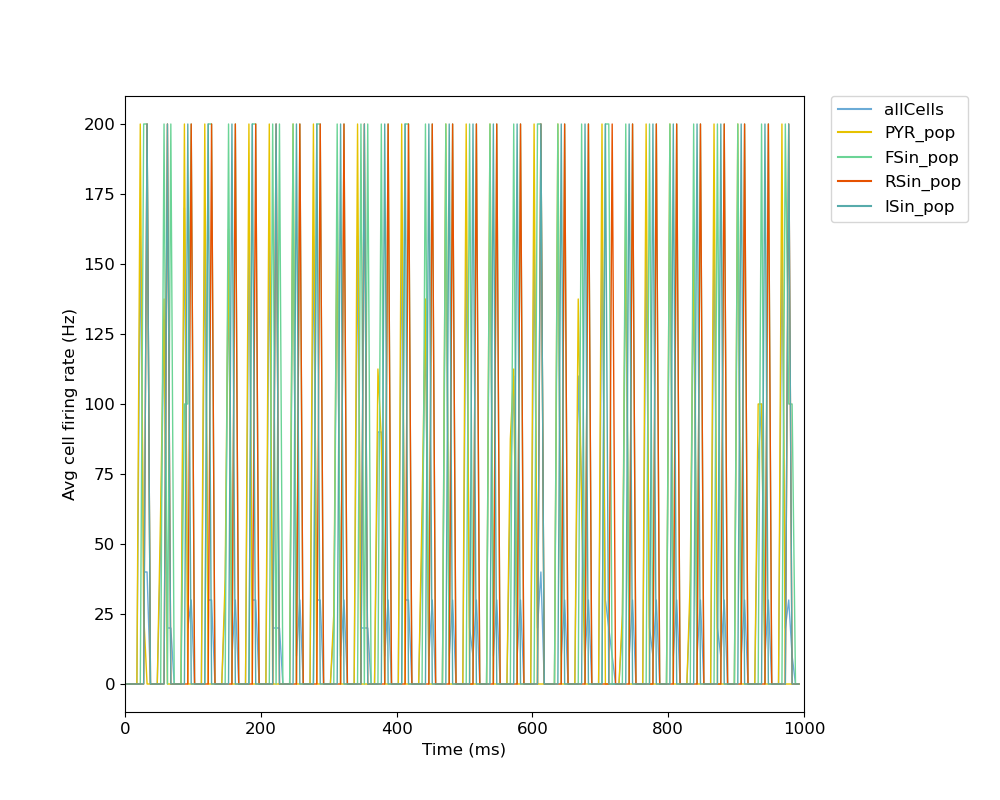 allCells
PYR_pop
FSin_pop
RSin_pop
ISin_pop
200
175
150
125
100
75
50
25
0
Avg cell firing rate (Hz)
0 200 400 600 800 1000
Time (ms)